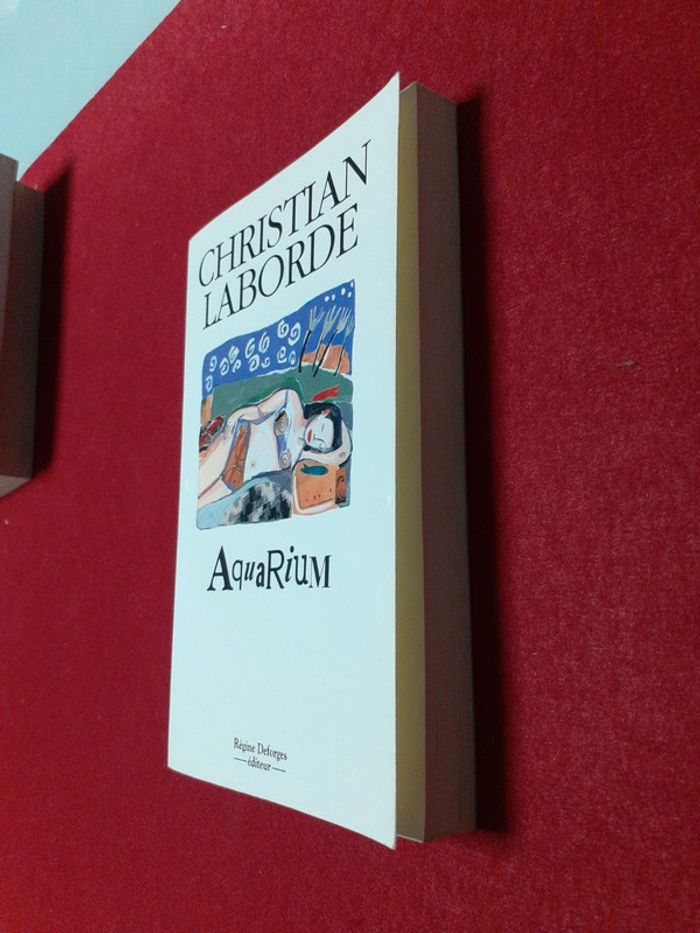 CHRISTIAN
LABORDE
AquaRiuM
Régine Deforges
éditeur